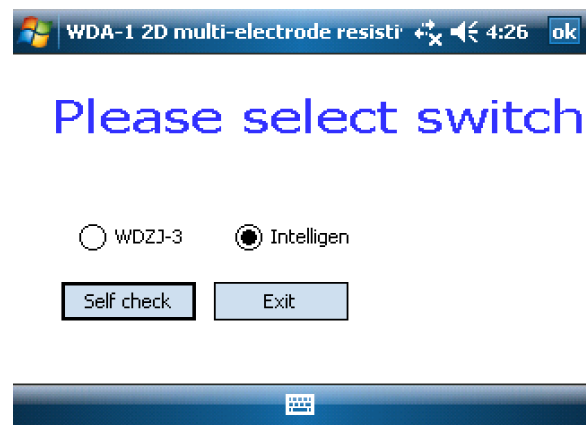 WDA-1 2D multi-electrode resisti 4:26 ok
Please select switch
WDZJ-3 Intelligen
Self check Exit